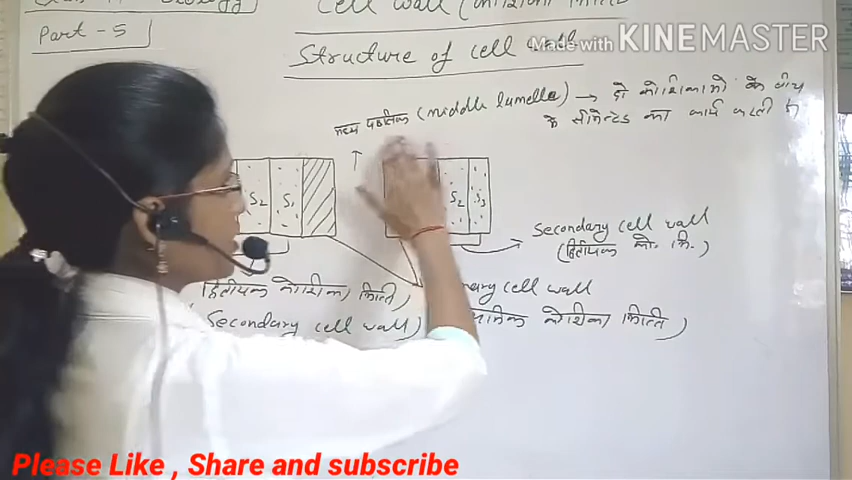 Biology
Cell wall (कोशिका भित्ति
Part - 5
Structure of cell wall
Made with KINEMASTER
मध्य पटलिका (middle lamella) → दो कोशिकाओं के बीच
के सीमेन्टेड का कार्य करती है
S2 S1 S2 S3
Secondary cell wall
(द्वितीयक को. भि.)
द्वितीयक कोशिका भित्ति
cell wall
(Secondary cell wall)
कोशिका भित्ति)
Please Like , Share and subscribe